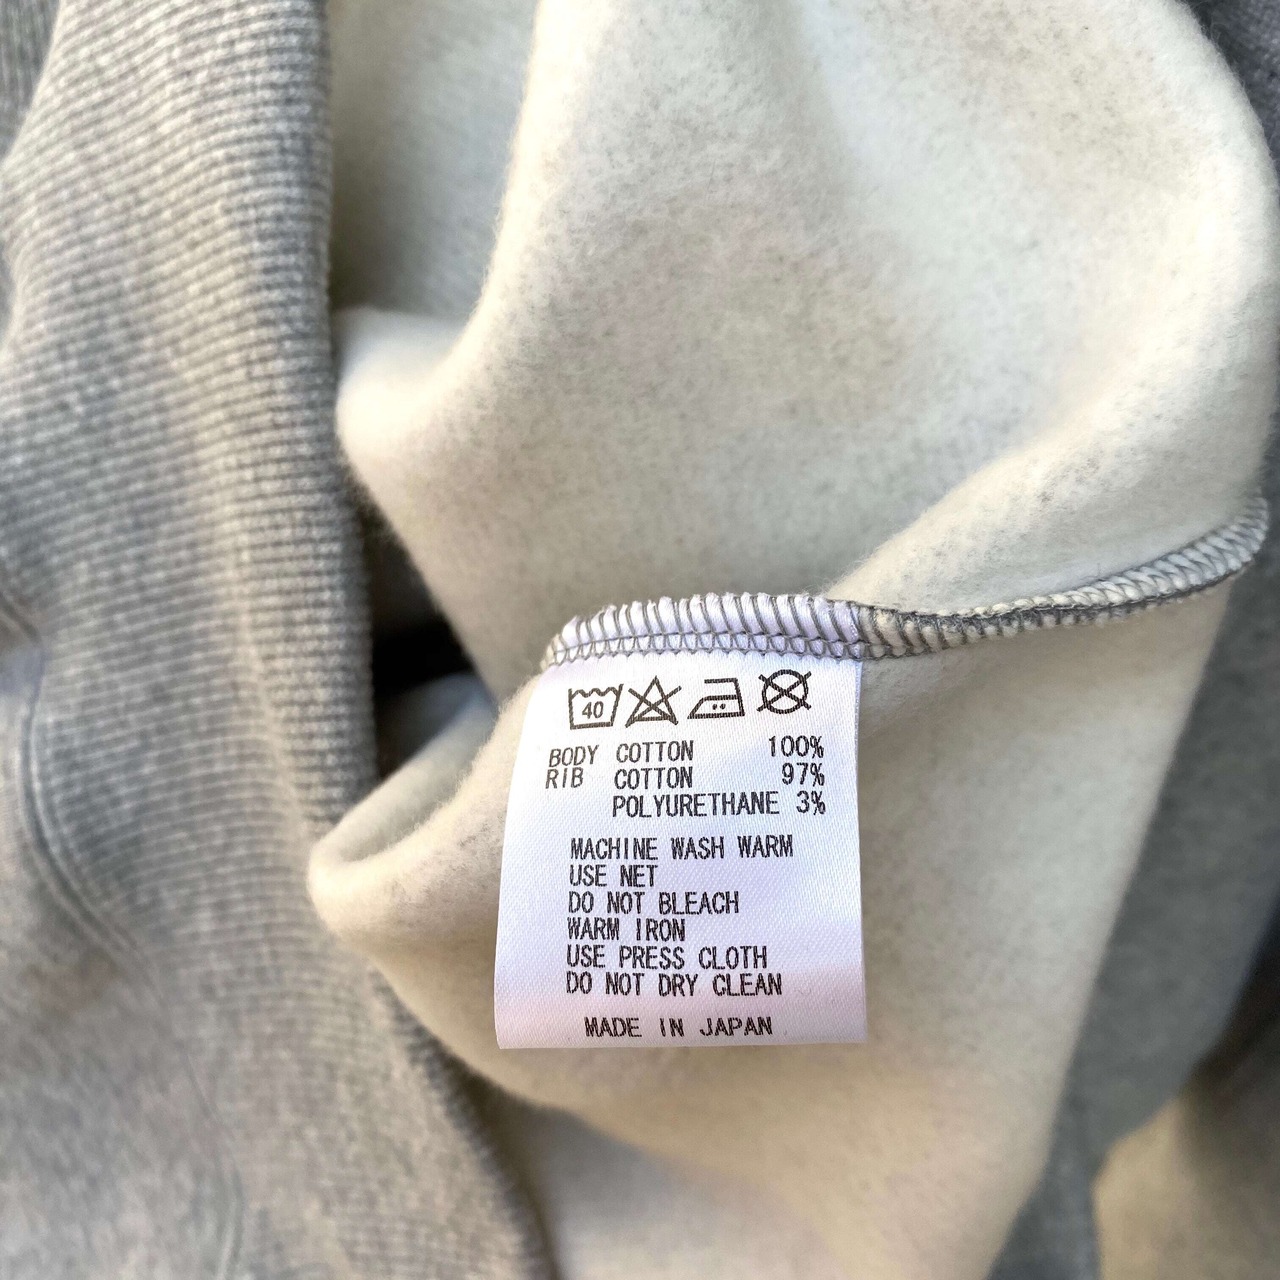 40
BODY COTTON 100%
RIB COTTON 97%
POLYURETHANE 3%
MACHINE WASH WARM
USE NET
DO NOT BLEACH
WARM IRON
USE PRESS CLOTH
DO NOT DRY CLEAN
MADE IN JAPAN